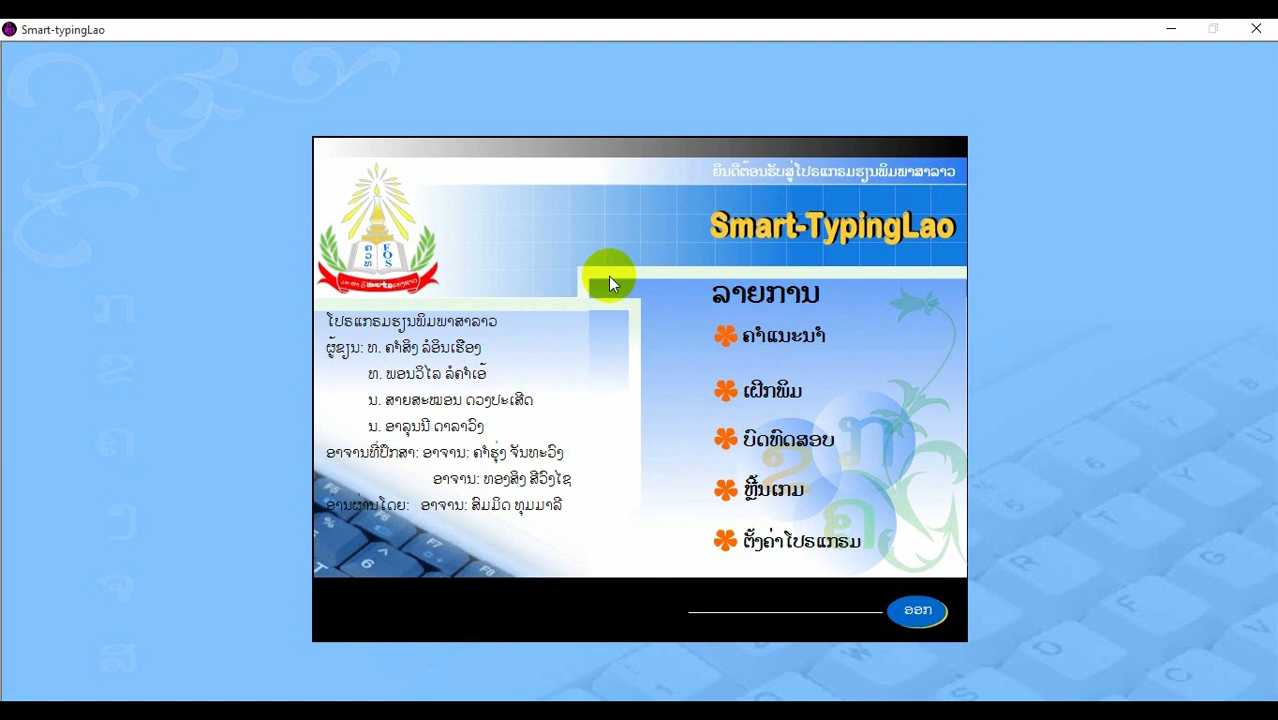 Smart-typingLao
ຍິນດີຕ້ອນຮັບສູ່ໂປຣແກຣມຮຽນພິມພາສາລາວ
Smart-TypingLao
ຄວທ
FOS
ໂປຣແກຣມຮຽນພິມພາສາລາວ
ຜູ້ຂຽນ: ທ. ຄຳສິງ ລໍອິນເຮືອງ
ທ. ພອນວິໄລ ລໍຄຳເອ້
ນ. ສາຍສະໝອນ ດວງປະເສີດ
ນ. ອາລຸນນີ ດາລາວົງ
ອາຈານທີ່ປຶກສາ: ອາຈານ: ຄຳຮຸ່ງ ຈັນທະວົງ
ອາຈານ: ທອງສິງ ສີວົງໄຊ
ອ່ານຜ່ານໂດຍ: ອາຈານ: ສົມມິດ ທຸມມາລີ
ລາຍການ
ຄຳແນະນຳ
ເຝີກພິມ
ບົດທົດສອບ
ຫຼີ້ນເກມ
ຕັ້ງຄ່າໂປຣແກຣມ
ອອກ